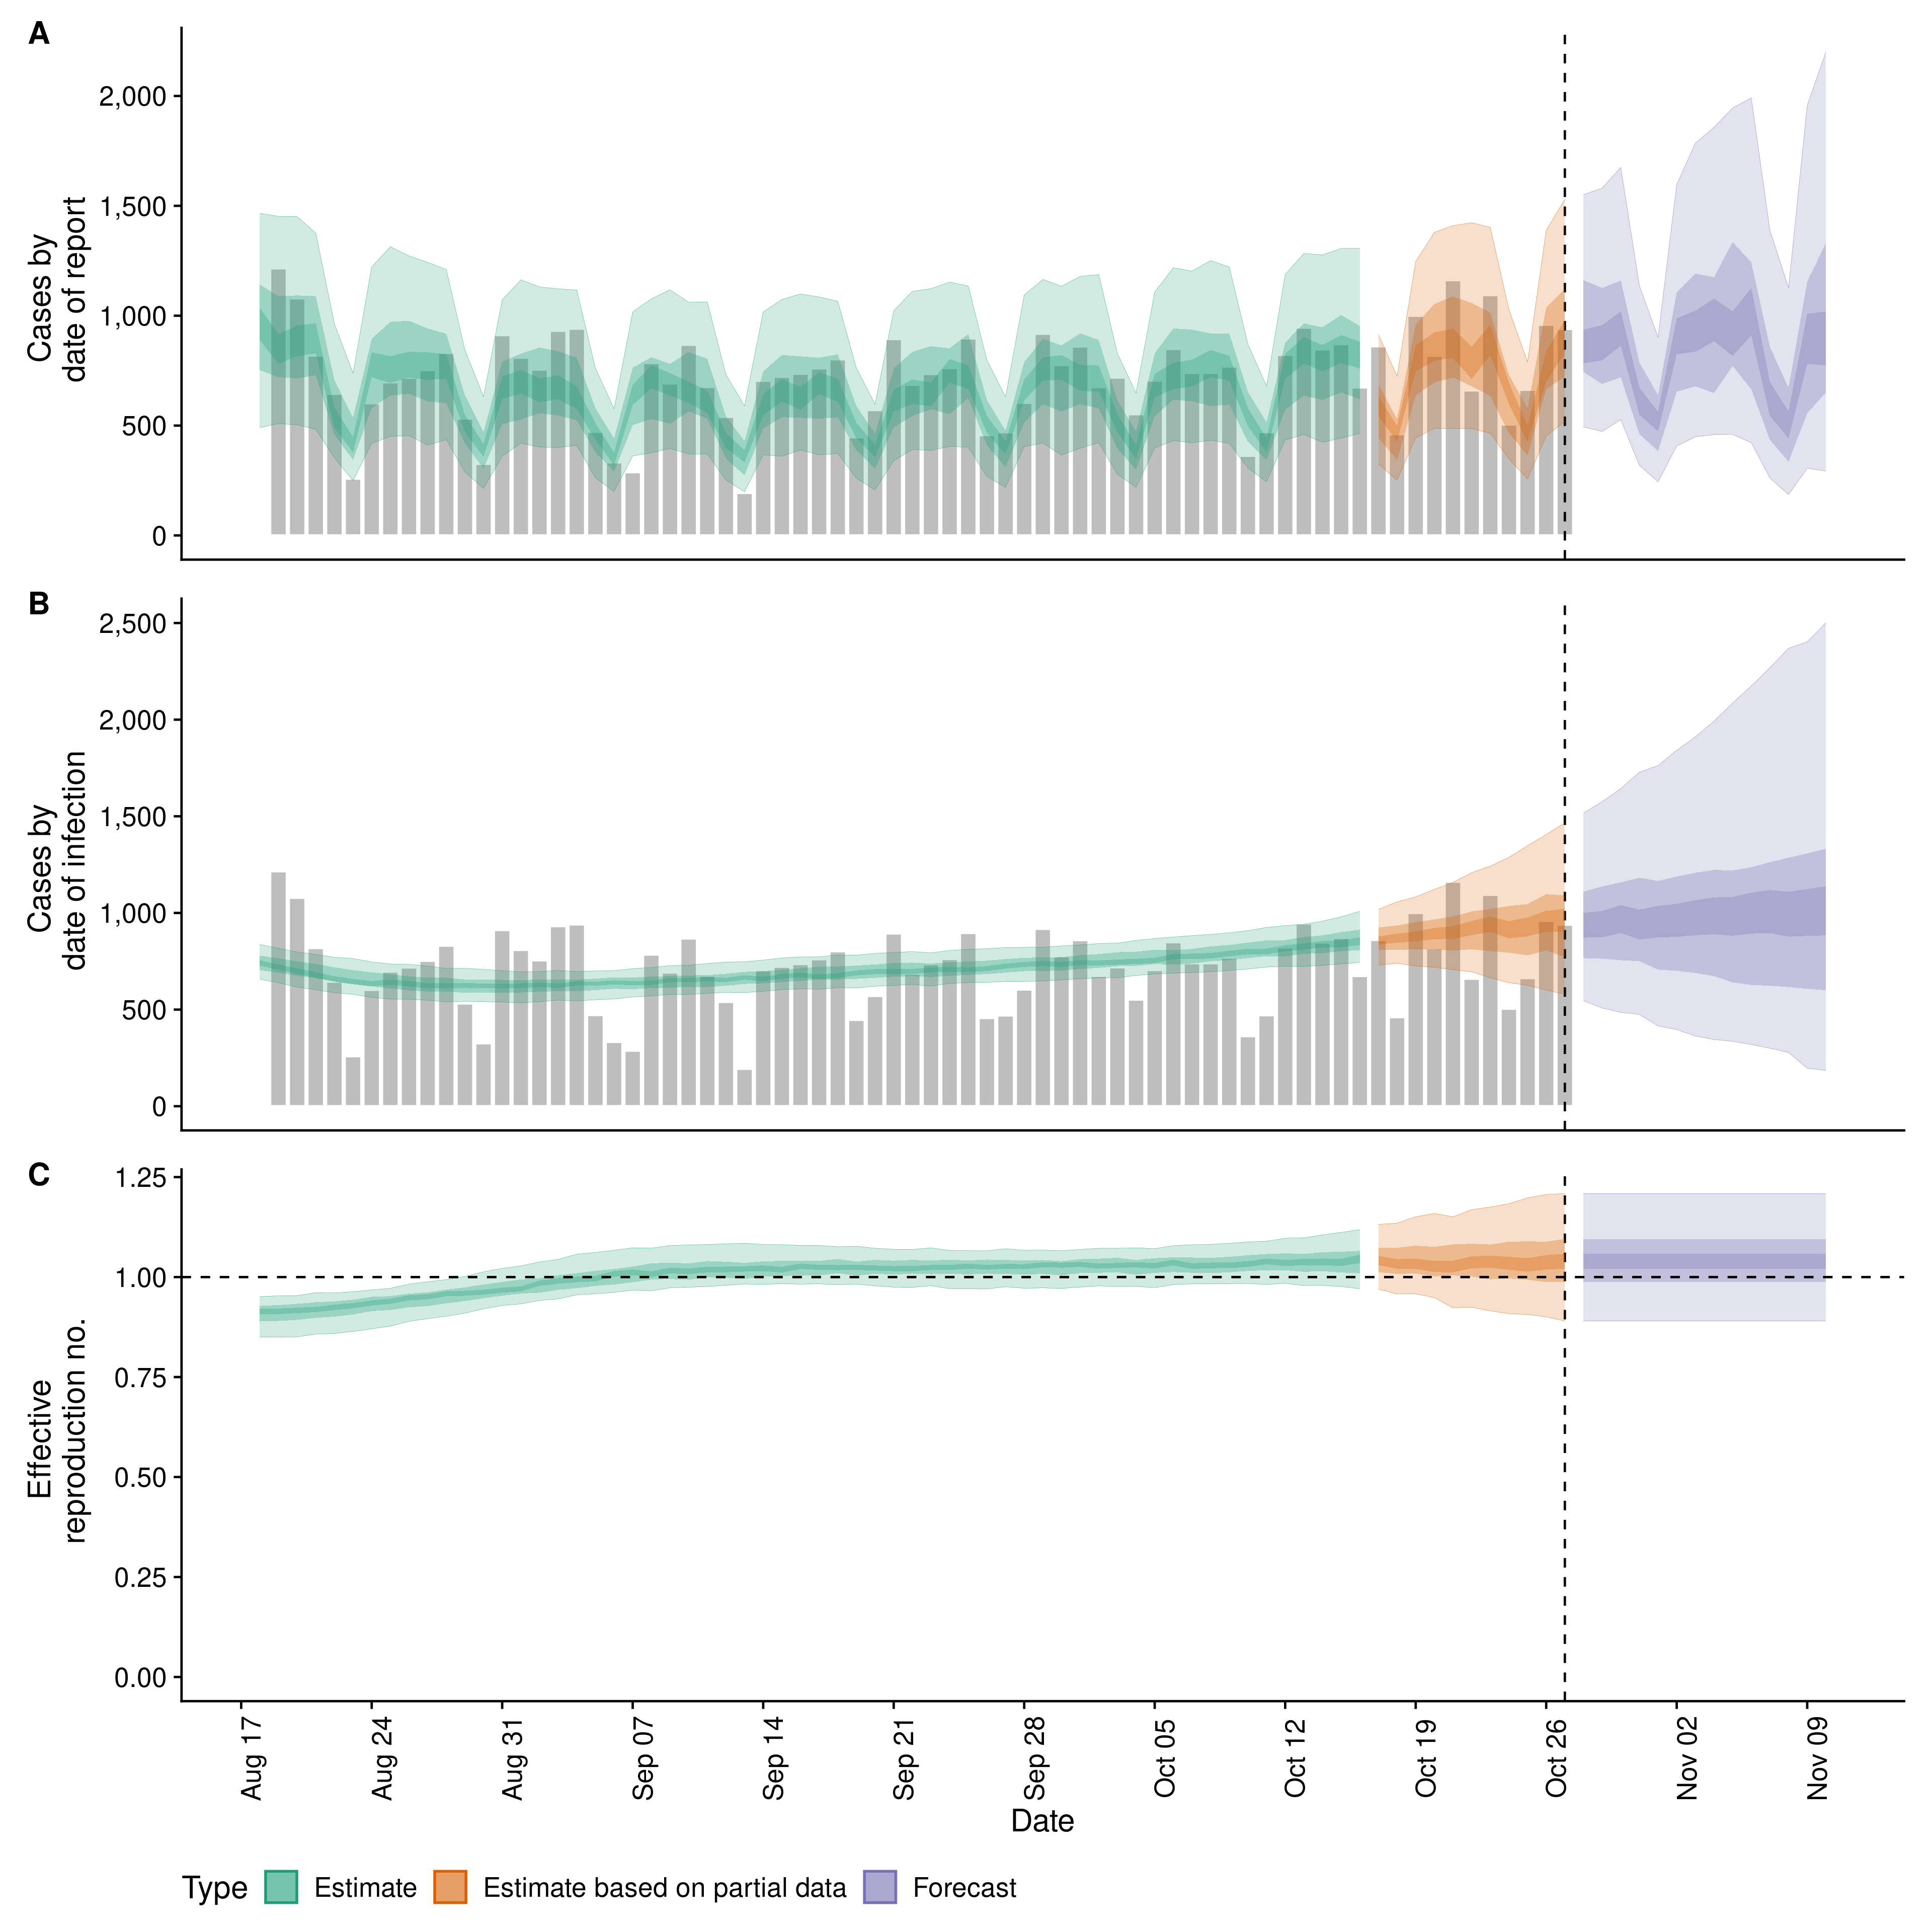 A
2,000
1,500
1,000
500
0
Cases by
date of report
B
2,500
2,000
1,500
1,000
500
0
Cases by
date of infection
C
1.25
1.00
0.75
0.50
0.25
0.00
Effective
reproduction no.
Aug 17
Aug 24
Aug 31
Sep 07
Sep 14
Sep 21
Sep 28
Oct 05
Oct 12
Oct 19
Oct 26
Nov 02
Nov 09
Date
Type Estimate Estimate based on partial data Forecast